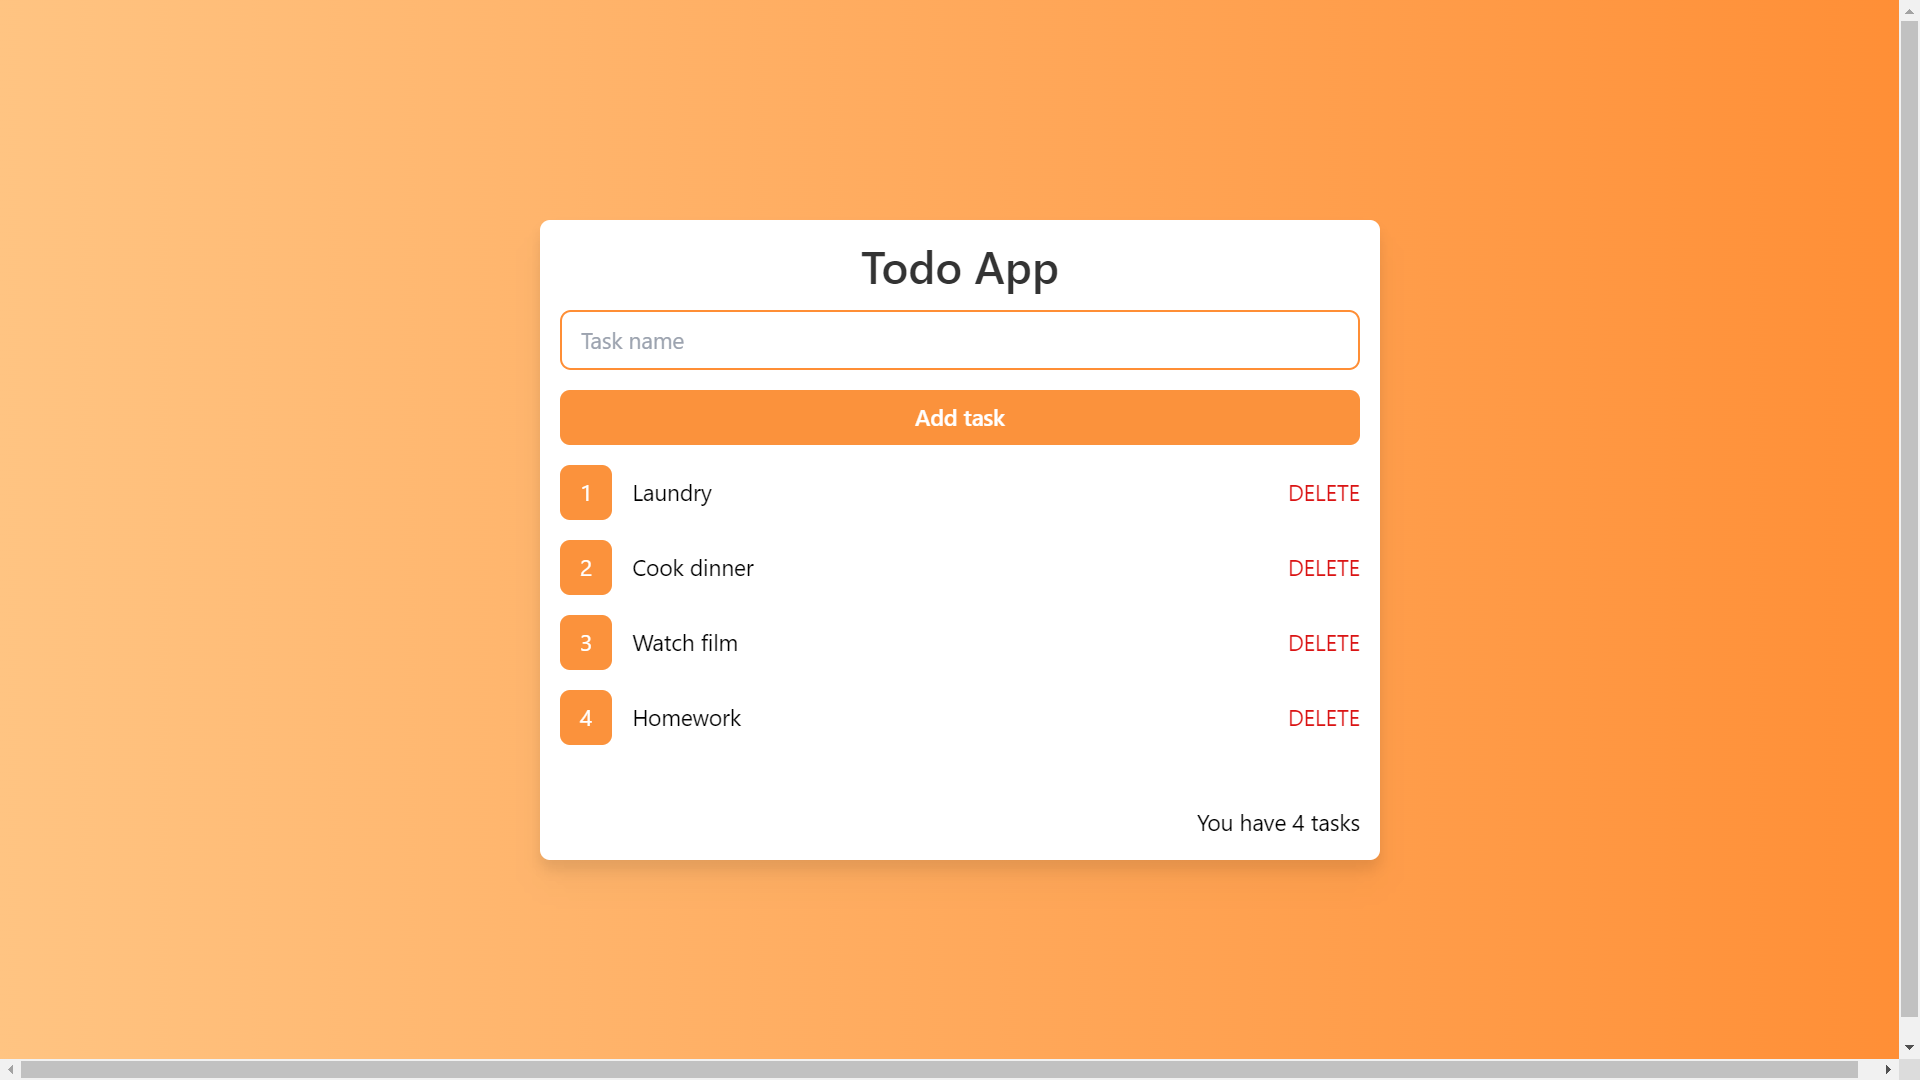 Todo App
Task name
Add task
1 Laundry DELETE
2 Cook dinner DELETE
3 Watch film DELETE
4 Homework DELETE
You have 4 tasks